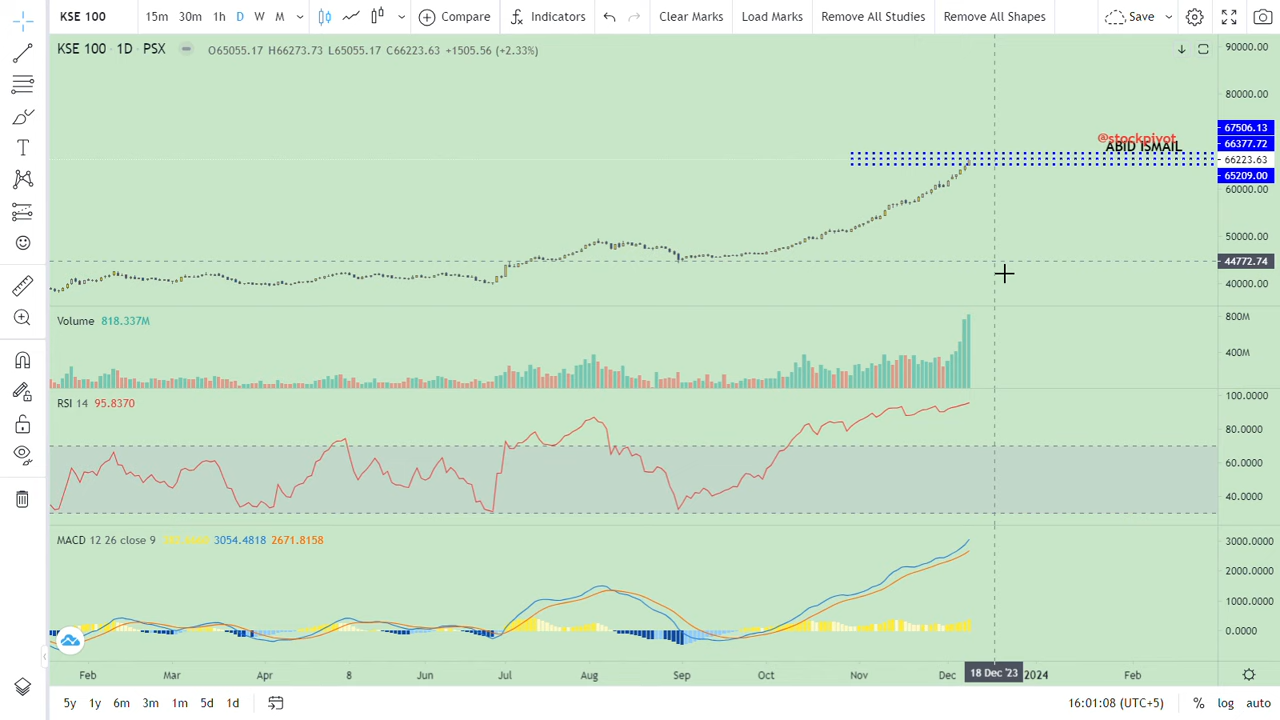 KSE 100 15m 30m 1h D W M Compare Indicators Clear Marks Load Marks Remove All Studies Remove All Shapes Save
KSE 100 · 1D · PSX O65055.17 H66273.73 L65055.17 C66223.63 +1505.56 (+2.33%)
90000.00
80000.00
67506.13
@stockpivot
66377.72
ABID ISMAIL
66223.63
65209.00
60000.00
50000.00
44772.74
40000.00
Volume 818.337M
800M
400M
RSI 14 95.8370
100.0000
80.0000
60.0000
40.0000
MACD 12 26 close 9 3054.4818 2671.8158
3000.0000
2000.0000
1000.0000
0.0000
Feb Mar Apr 8 Jun Jul Aug Sep Oct Nov Dec 18 Dec '23 2024 Feb
5y 1y 6m 3m 1m 5d 1d 16:01:08 (UTC+5) % log auto